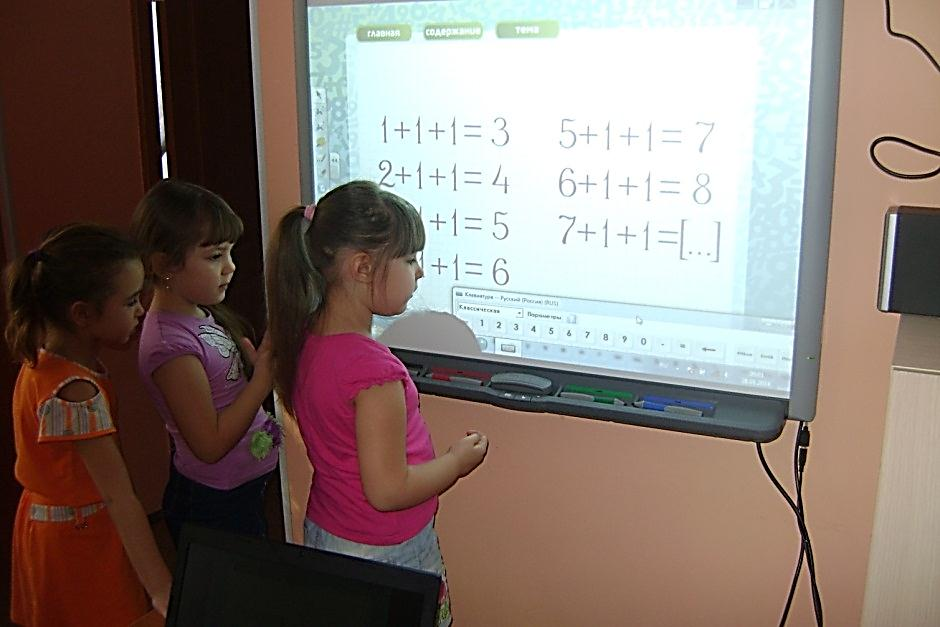 главная содержание тема
1+1+1= 3 5+1+1= 7
2+1+1= 4 6+1+1= 8
1+1= 5 7+1+1=[...]
+1= 6
Клавиатура — Русский (Россия) (RUS)
Классическая Параметры
1 2 3 4 5 6 7 8 9 0 - =